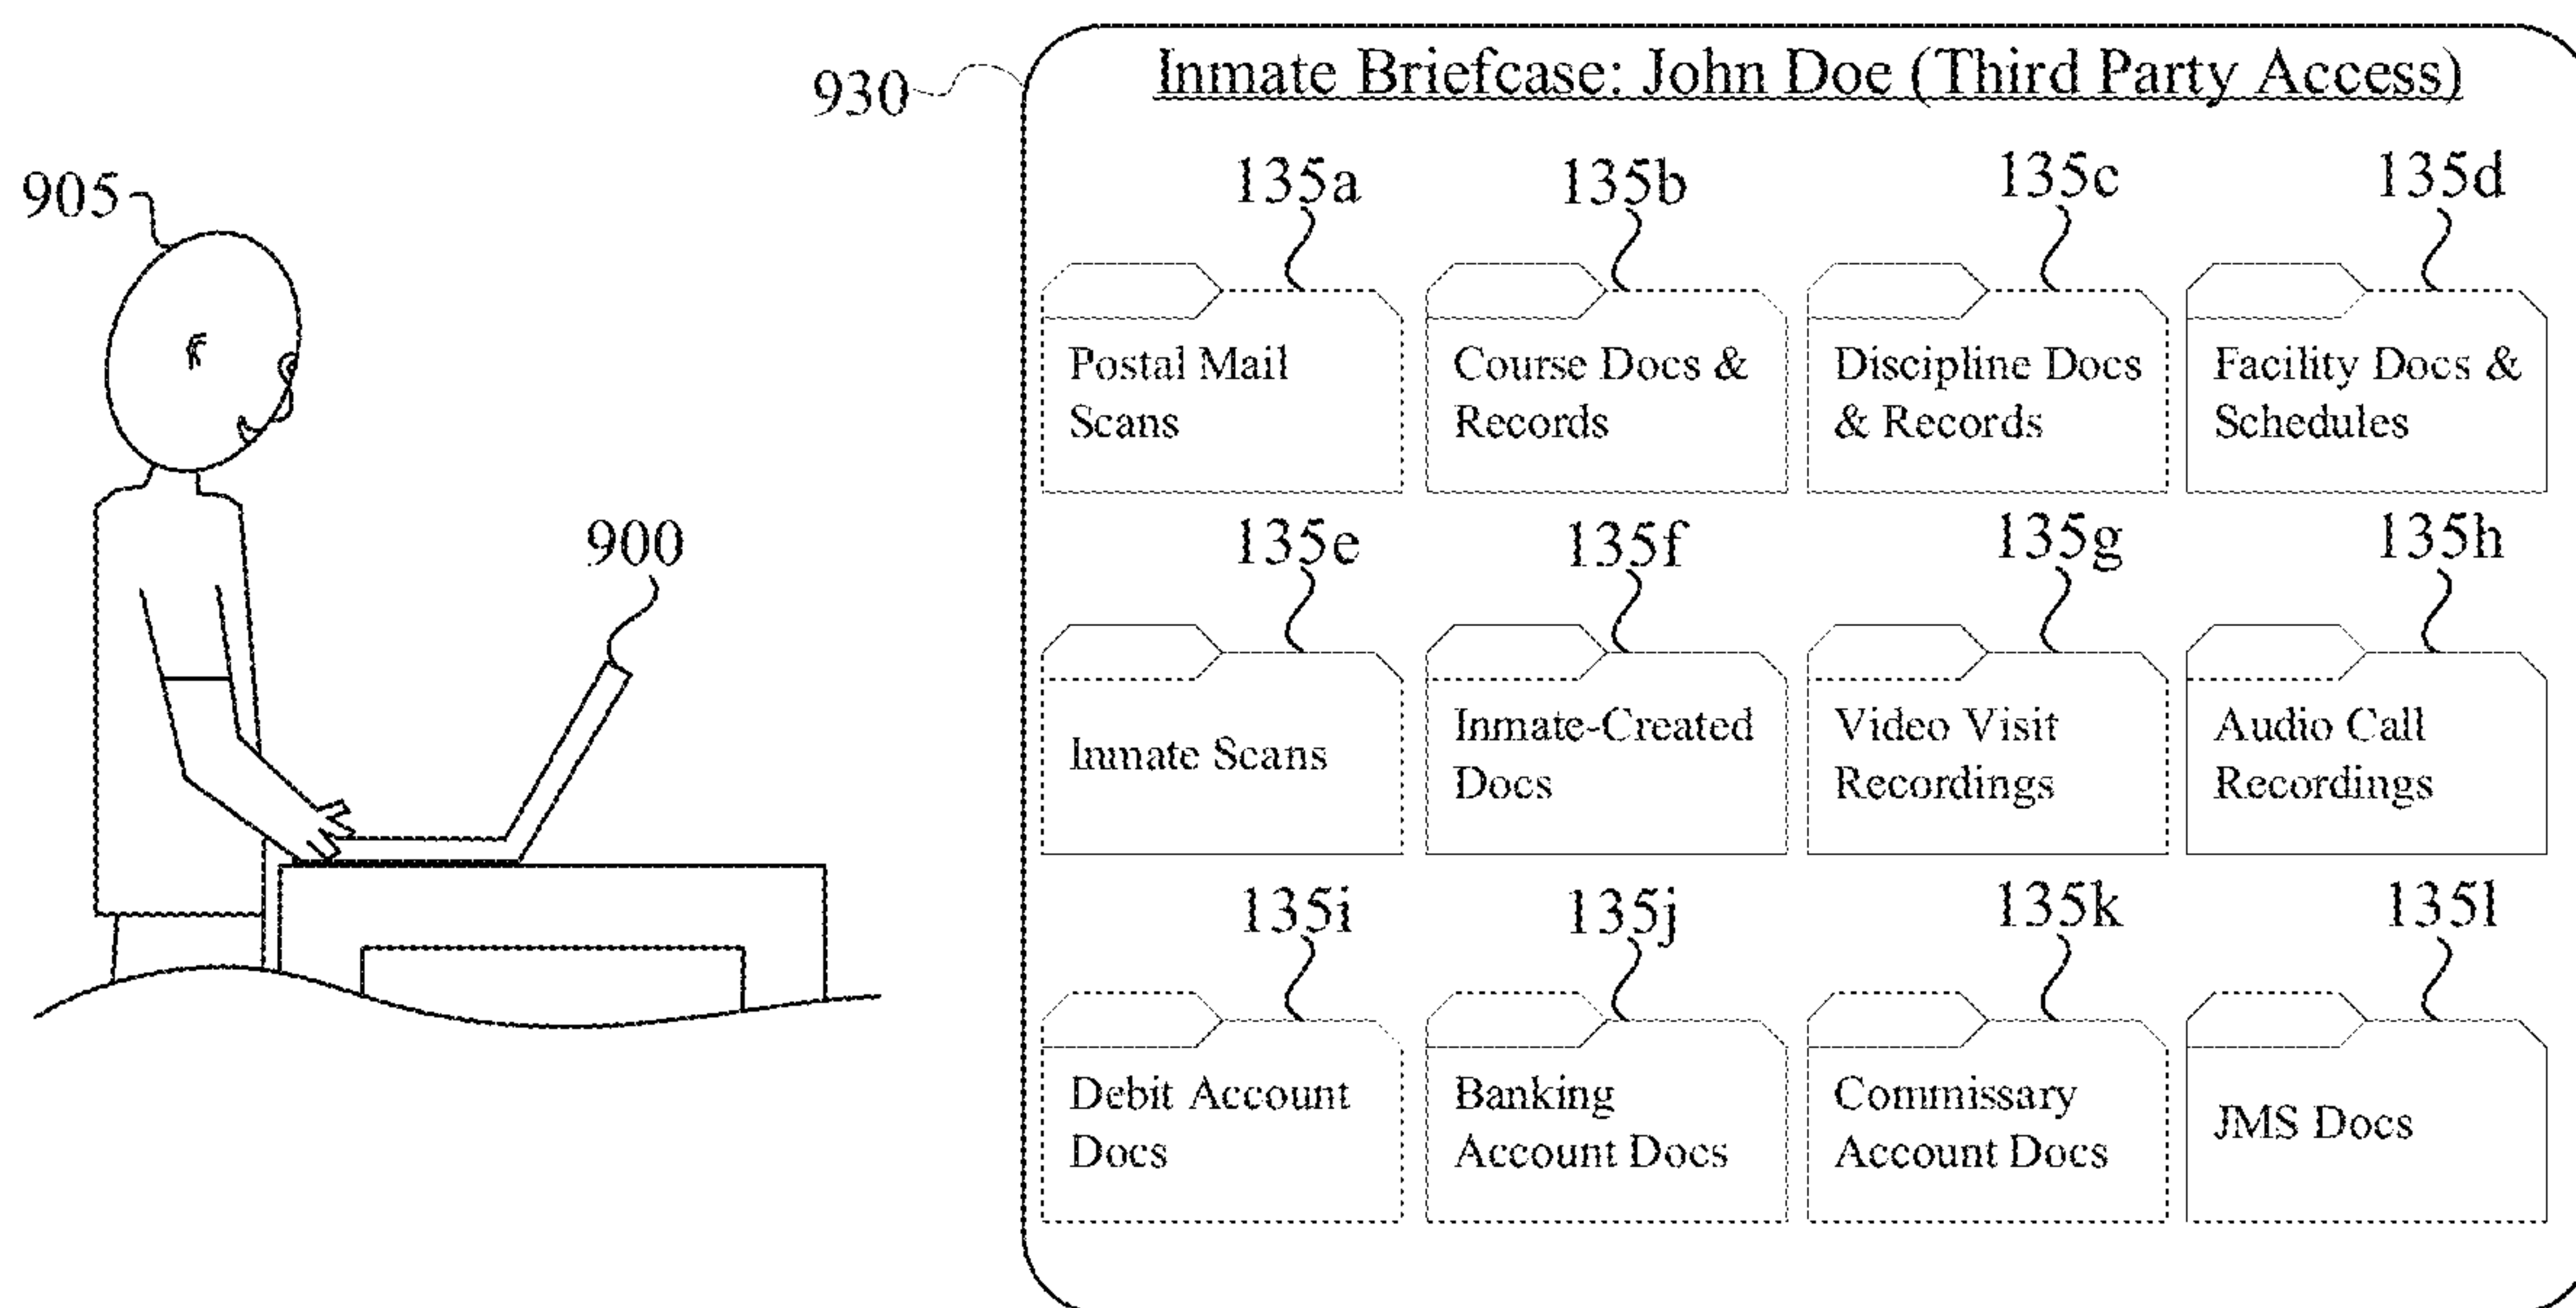 930
Inmate Briefcase: John Doe (Third Party Access)
905
900
135a
135b
135c
135d
Postal Mail
Scans
Course Docs &
Records
Discipline Docs
& Records
Facility Docs &
Schedules
135e
135f
135g
135h
Inmate Scans
Inmate-Created
Docs
Video Visit
Recordings
Audio Call
Recordings
135i
135j
135k
135l
Debit Account
Docs
Banking
Account Docs
Commissary
Account Docs
JMS Docs